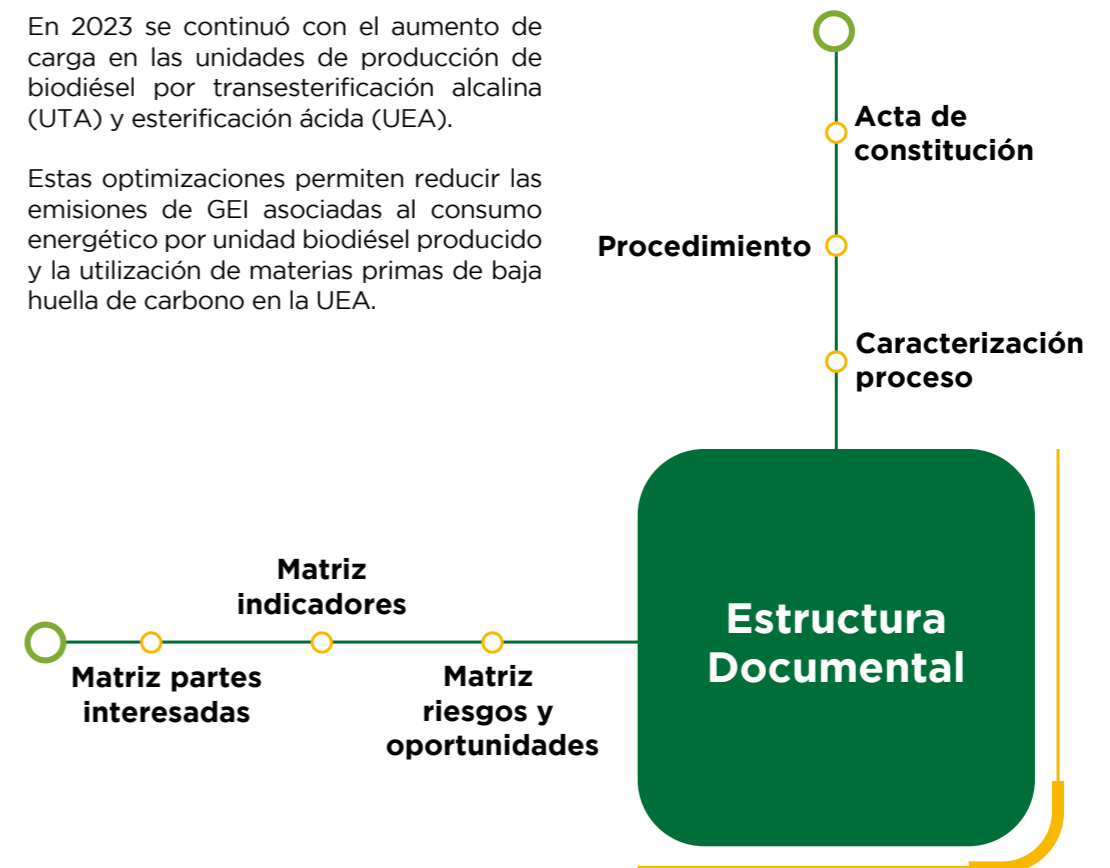 En 2023 se continuó con el aumento de
carga en las unidades de producción de
biodiésel por transesterificación alcalina
(UTA) y esterificación ácida (UEA).
Estas optimizaciones permiten reducir las
emisiones de GEI asociadas al consumo
energético por unidad biodiésel producido
y la utilización de materias primas de baja
huella de carbono en la UEA.
Acta de
constitución
Procedimiento
Caracterización
proceso
Matriz
indicadores
Matriz partes
interesadas
Matriz
riesgos y
oportunidades
Estructura
Documental